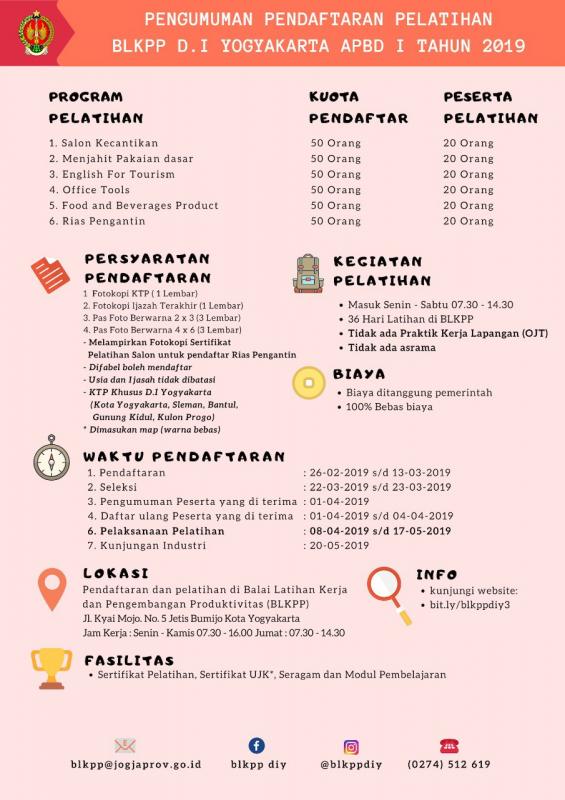 PENGUMUMAN PENDAFTARAN PELATIHAN
BLKPP D.I YOGYAKARTA APBD I TAHUN 2019
PROGRAM PELATIHAN
KUOTA PENDAFTAR
PESERTA PELATIHAN
1. Salon Kecantikan 50 Orang 20 Orang
2. Menjahit Pakaian dasar 50 Orang 20 Orang
3. English For Tourism 50 Orang 20 Orang
4. Office Tools 50 Orang 20 Orang
5. Food and Beverages Product 50 Orang 20 Orang
6. Rias Pengantin 50 Orang 20 Orang
PERSYARATAN
PENDAFTARAN
1 Fotokopi KTP ( 1 Lembar)
2. Fotokopi Ijazah Terakhir (1 Lembar)
3. Pas Foto Berwarna 2 x 3 (3 Lembar)
4. Pas Foto Berwarna 4 x 6 (3 Lembar)
- Melampirkan Fotokopi Sertifikat
Pelatihan Salon untuk pendaftar Rias Pengantin
- Difabel boleh mendaftar
- Usia dan Ijasah tidak dibatasi
- KTP Khusus D.I Yogyakarta
(Kota Yogyakarta, Sleman, Bantul,
Gunung Kidul, Kulon Progo)
* Dimasukan map (warna bebas)
KEGIATAN
PELATIHAN
• Masuk Senin - Sabtu 07.30 - 14.30
• 36 Hari Latihan di BLKPP
• Tidak ada Praktik Kerja Lapangan (OJT)
• Tidak ada asrama
BIAYA
• Biaya ditanggung pemerintah
• 100% Bebas biaya
WAKTU PENDAFTARAN
1. Pendaftaran : 26-02-2019 s/d 13-03-2019
2. Seleksi : 22-03-2019 s/d 23-03-2019
3. Pengumuman Peserta yang di terima : 01-04-2019
4. Daftar ulang Peserta yang di terima : 01-04-2019 s/d 04-04-2019
6. Pelaksanaan Pelatihan : 08-04-2019 s/d 17-05-2019
7. Kunjungan Industri : 20-05-2019
LOKASI
Pendaftaran dan pelatihan di Balai Latihan Kerja
dan Pengembangan Produktivitas (BLKPP)
Jl. Kyai Mojo. No. 5 Jetis Bumijo Kota Yogyakarta
Jam Kerja : Senin - Kamis 07.30 - 16.00 Jumat : 07.30 - 14.30
INFO
• kunjungi website:
• bit.ly/blkppdiy3
FASILITAS
• Sertifikat Pelatihan, Sertifikat UJK*, Seragam dan Modul Pembelajaran
blkpp@jogjaprov.go.id
blkpp diy
@blkppdiy
(0274) 512 619